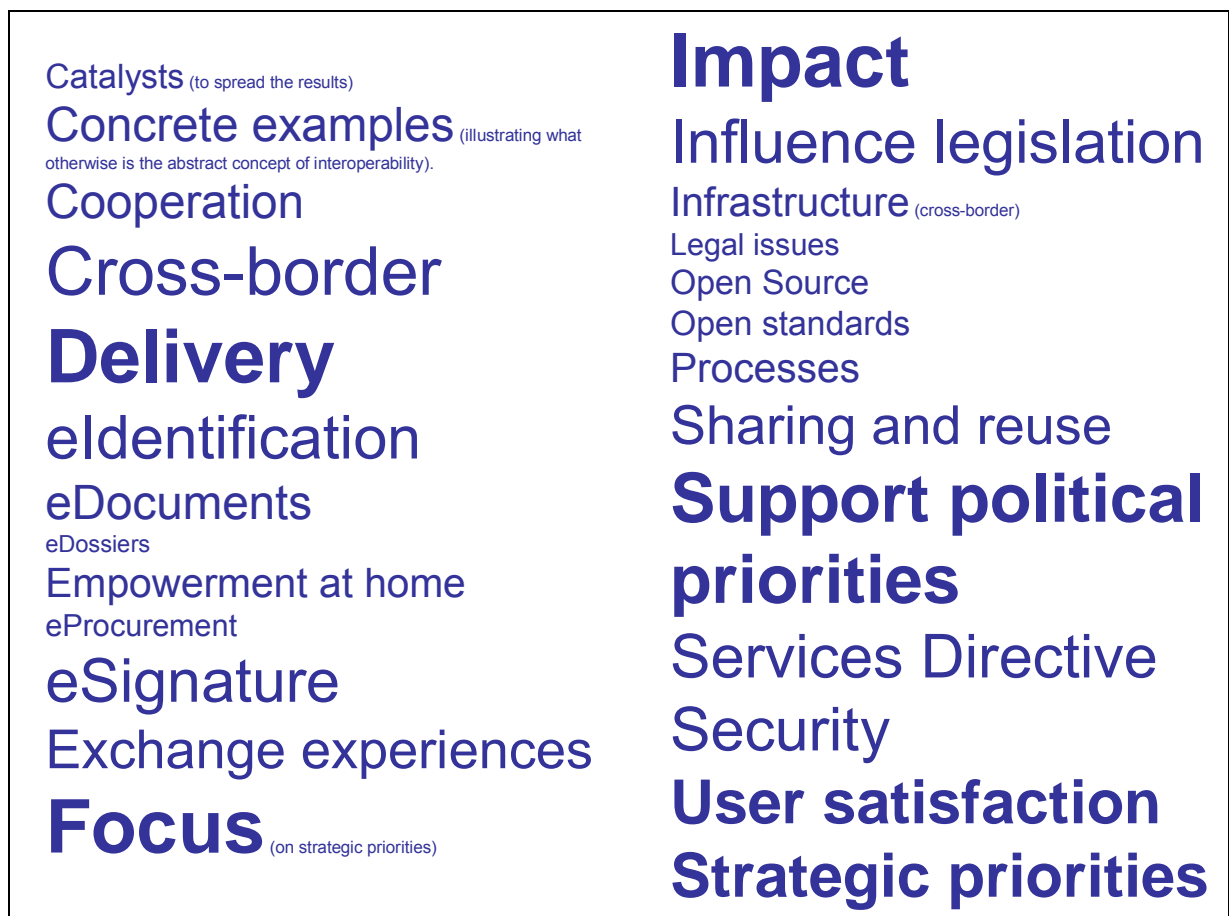 Catalysts (to spread the results)
Concrete examples (illustrating what
otherwise is the abstract concept of interoperability).
Cooperation
Cross-border
Delivery
eIdentification
eDocuments
eDossiers
Empowerment at home
eProcurement
eSignature
Exchange experiences
Focus (on strategic priorities)
Impact
Influence legislation
Infrastructure (cross-border)
Legal issues
Open Source
Open standards
Processes
Sharing and reuse
Support political
priorities
Services Directive
Security
User satisfaction
Strategic priorities